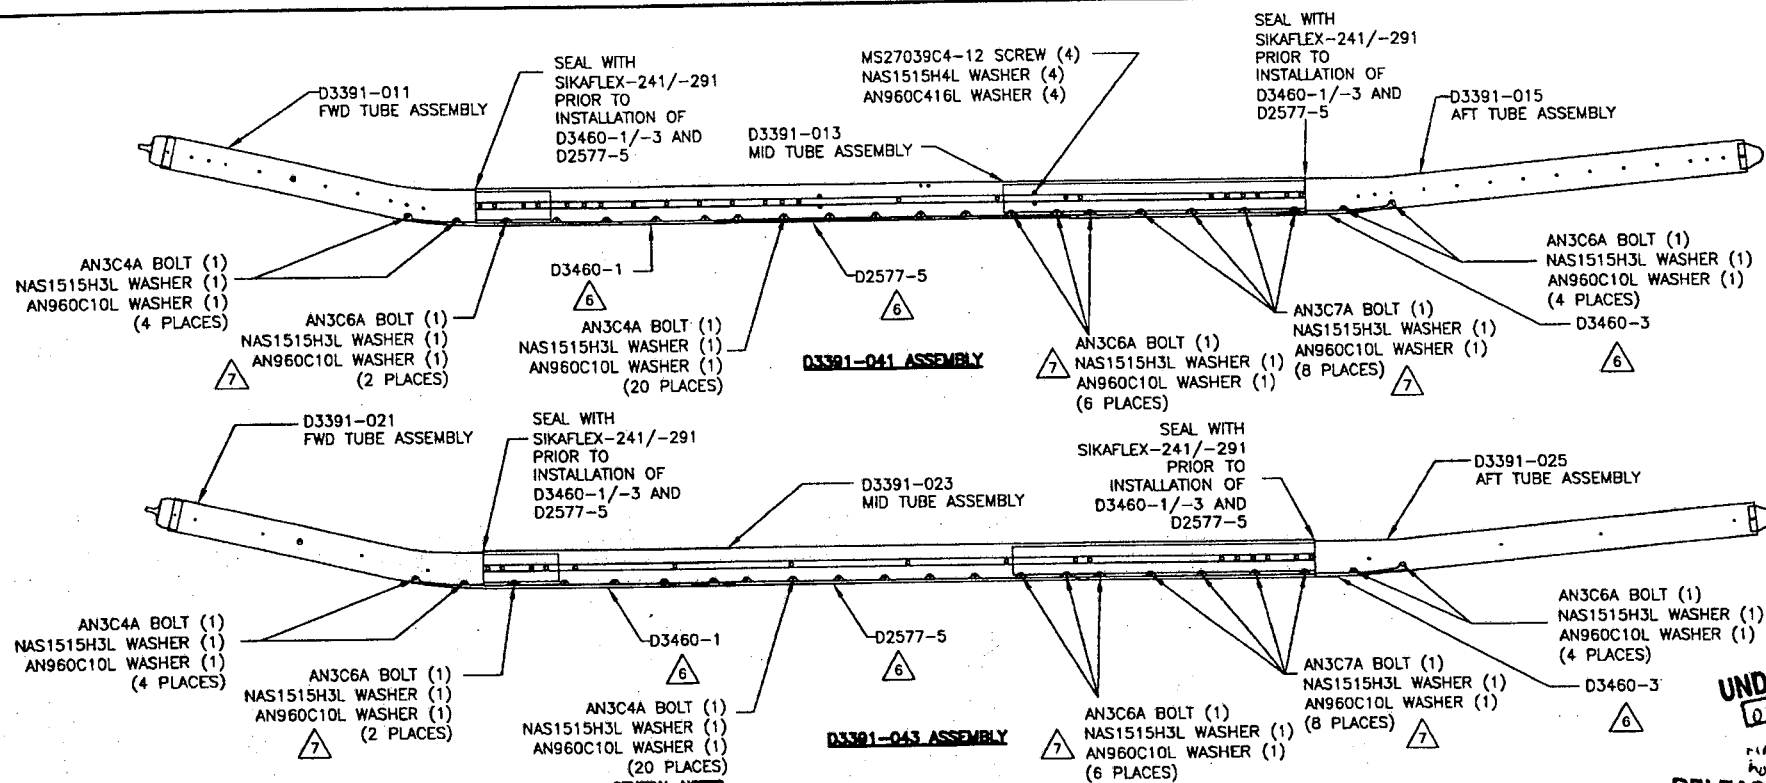 SEAL WITH
SIKAFLEX-241/-291
PRIOR TO
INSTALLATION OF
D3460-1/-3 AND
D2577-5
MS27039C4-12 SCREW (4)
NAS1515H4L WASHER (4)
AN960C416L WASHER (4)
SEAL WITH
SIKAFLEX-241/-291
PRIOR TO
INSTALLATION OF
D3460-1/-3 AND
D2577-5
D3391-011
FWD TUBE ASSEMBLY
D3391-013
MID TUBE ASSEMBLY
D3391-015
AFT TUBE ASSEMBLY
AN3C4A BOLT (1)
NAS1515H3L WASHER (1)
AN960C10L WASHER (1)
(4 PLACES)
AN3C6A BOLT (1)
NAS1515H3L WASHER (1)
AN960C10L WASHER (1)
(2 PLACES)
7
D3460-1
6
AN3C4A BOLT (1)
NAS1515H3L WASHER (1)
AN960C10L WASHER (1)
(20 PLACES)
D2577-5
6
D3391-041 ASSEMBLY
7
AN3C6A BOLT (1)
NAS1515H3L WASHER (1)
AN960C10L WASHER (1)
(6 PLACES)
AN3C7A BOLT (1)
NAS1515H3L WASHER (1)
AN960C10L WASHER (1)
(8 PLACES)
7
AN3C6A BOLT (1)
NAS1515H3L WASHER (1)
AN960C10L WASHER (1)
(4 PLACES)
D3460-3
6
D3391-021
FWD TUBE ASSEMBLY
SEAL WITH
SIKAFLEX-241/-291
PRIOR TO
INSTALLATION OF
D3460-1/-3 AND
D2577-5
D3391-023
MID TUBE ASSEMBLY
SEAL WITH
SIKAFLEX-241/-291
PRIOR TO
INSTALLATION OF
D3460-1/-3 AND
D2577-5
D3391-025
AFT TUBE ASSEMBLY
AN3C4A BOLT (1)
NAS1515H3L WASHER (1)
AN960C10L WASHER (1)
(4 PLACES)
AN3C6A BOLT (1)
NAS1515H3L WASHER (1)
AN960C10L WASHER (1)
(2 PLACES)
7
D3460-1
6
AN3C4A BOLT (1)
NAS1515H3L WASHER (1)
AN960C10L WASHER (1)
(20 PLACES)
D2577-5
6
D3391-043 ASSEMBLY
7
AN3C6A BOLT (1)
NAS1515H3L WASHER (1)
AN960C10L WASHER (1)
(6 PLACES)
AN3C7A BOLT (1)
NAS1515H3L WASHER (1)
AN960C10L WASHER (1)
(8 PLACES)
7
AN3C6A BOLT (1)
NAS1515H3L WASHER (1)
AN960C10L WASHER (1)
(4 PLACES)
D3460-3
6
UND